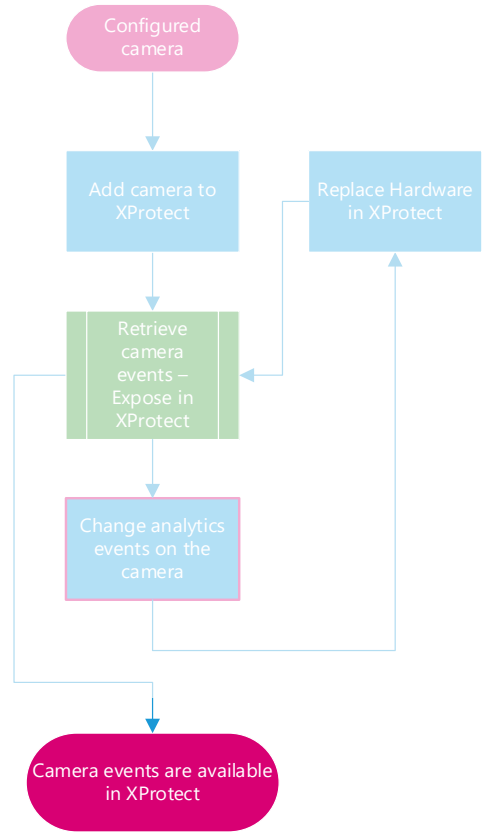 Configured
camera
Add camera to
XProtect
Replace Hardware
in XProtect
Retrieve
camera
events –
Expose in
XProtect
Change analytics
events on the
camera
Camera events are available
in XProtect